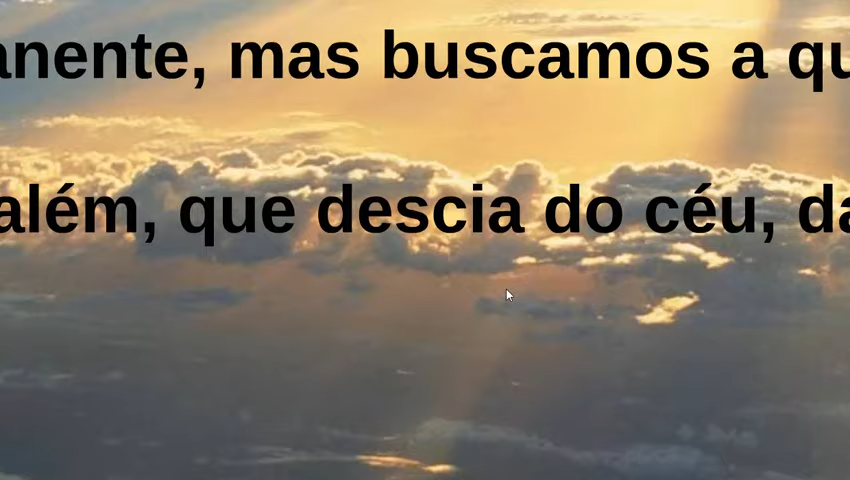 anente, mas buscamos a qu
além, que descia do céu, da